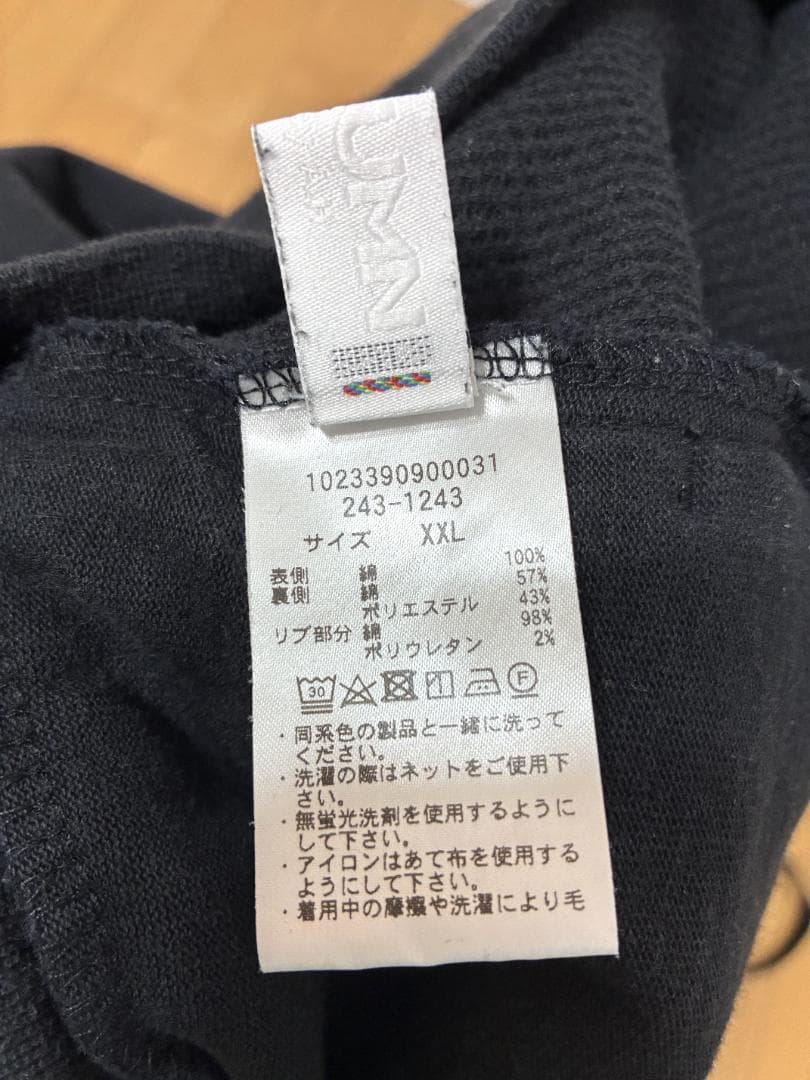 UMN
1023390900031
243-1243
サイズ XXL
表側 綿 100%
裏側 綿 57%
ポリエステル 43%
リブ部分 綿 98%
ポリウレタン 2%
30 F
・同系色の製品と一緒に洗って
ください。
・洗濯の際はネットをご使用下
さい。
・無蛍光洗剤を使用するように
して下さい。
・アイロンはあて布を使用する
ようにして下さい。
・着用中の摩擦や洗濯により毛